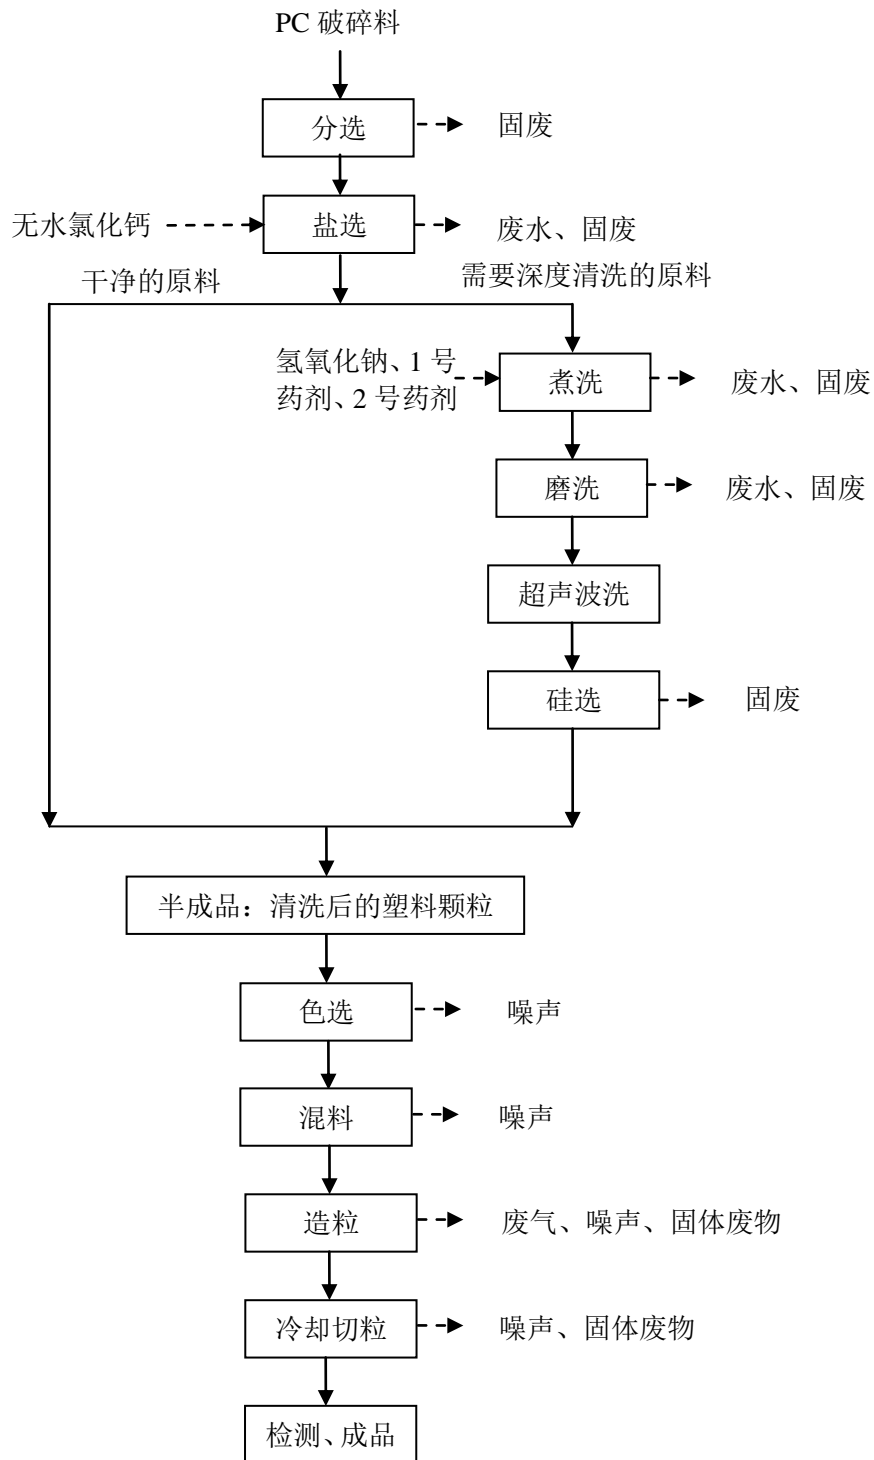 PC 破碎料
分选
固废
无水氯化钙
盐选
废水、固废
干净的原料
需要深度清洗的原料
氢氧化钠、1 号
药剂、2 号药剂
煮洗
废水、固废
磨洗
废水、固废
超声波洗
硅选
固废
半成品：清洗后的塑料颗粒
色选
噪声
混料
噪声
造粒
废气、噪声、固体废物
冷却切粒
噪声、固体废物
检测、成品